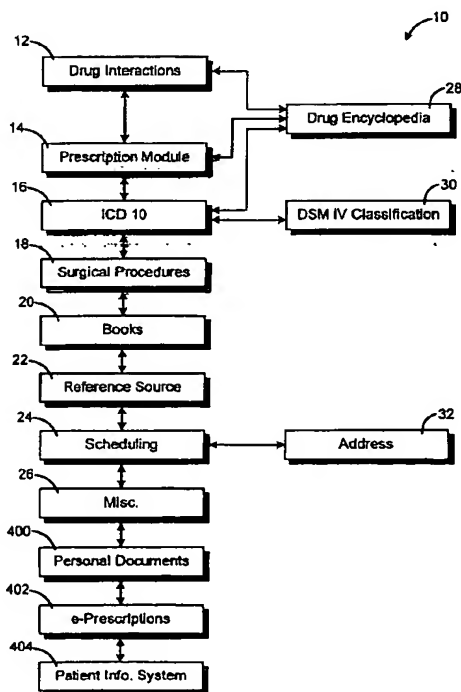 10
12
Drug Interactions
28
Drug Encyclopedia
14
Prescription Module
16
ICD 10
30
DSM IV Classification
18
Surgical Procedures
20
Books
22
Reference Source
24
Scheduling
32
Address
26
Misc.
400
Personal Documents
402
e-Prescriptions
404
Patient Info. System